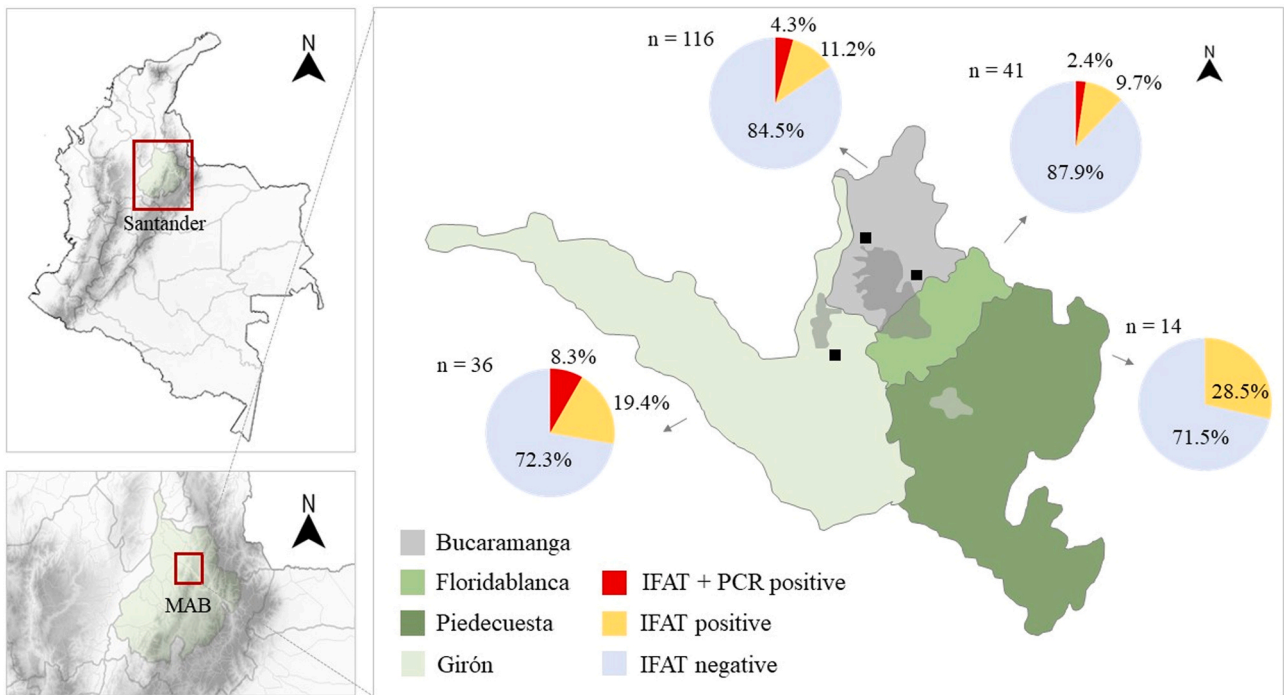 N
Santander
N
MAB
n = 116
4.3%
11.2%
84.5%
n = 41
2.4%
9.7%
87.9%
N
n = 36
8.3%
19.4%
72.3%
n = 14
28.5%
71.5%
Bucaramanga
Floridablanca
Piedecuesta
Girón
IFAT + PCR positive
IFAT positive
IFAT negative